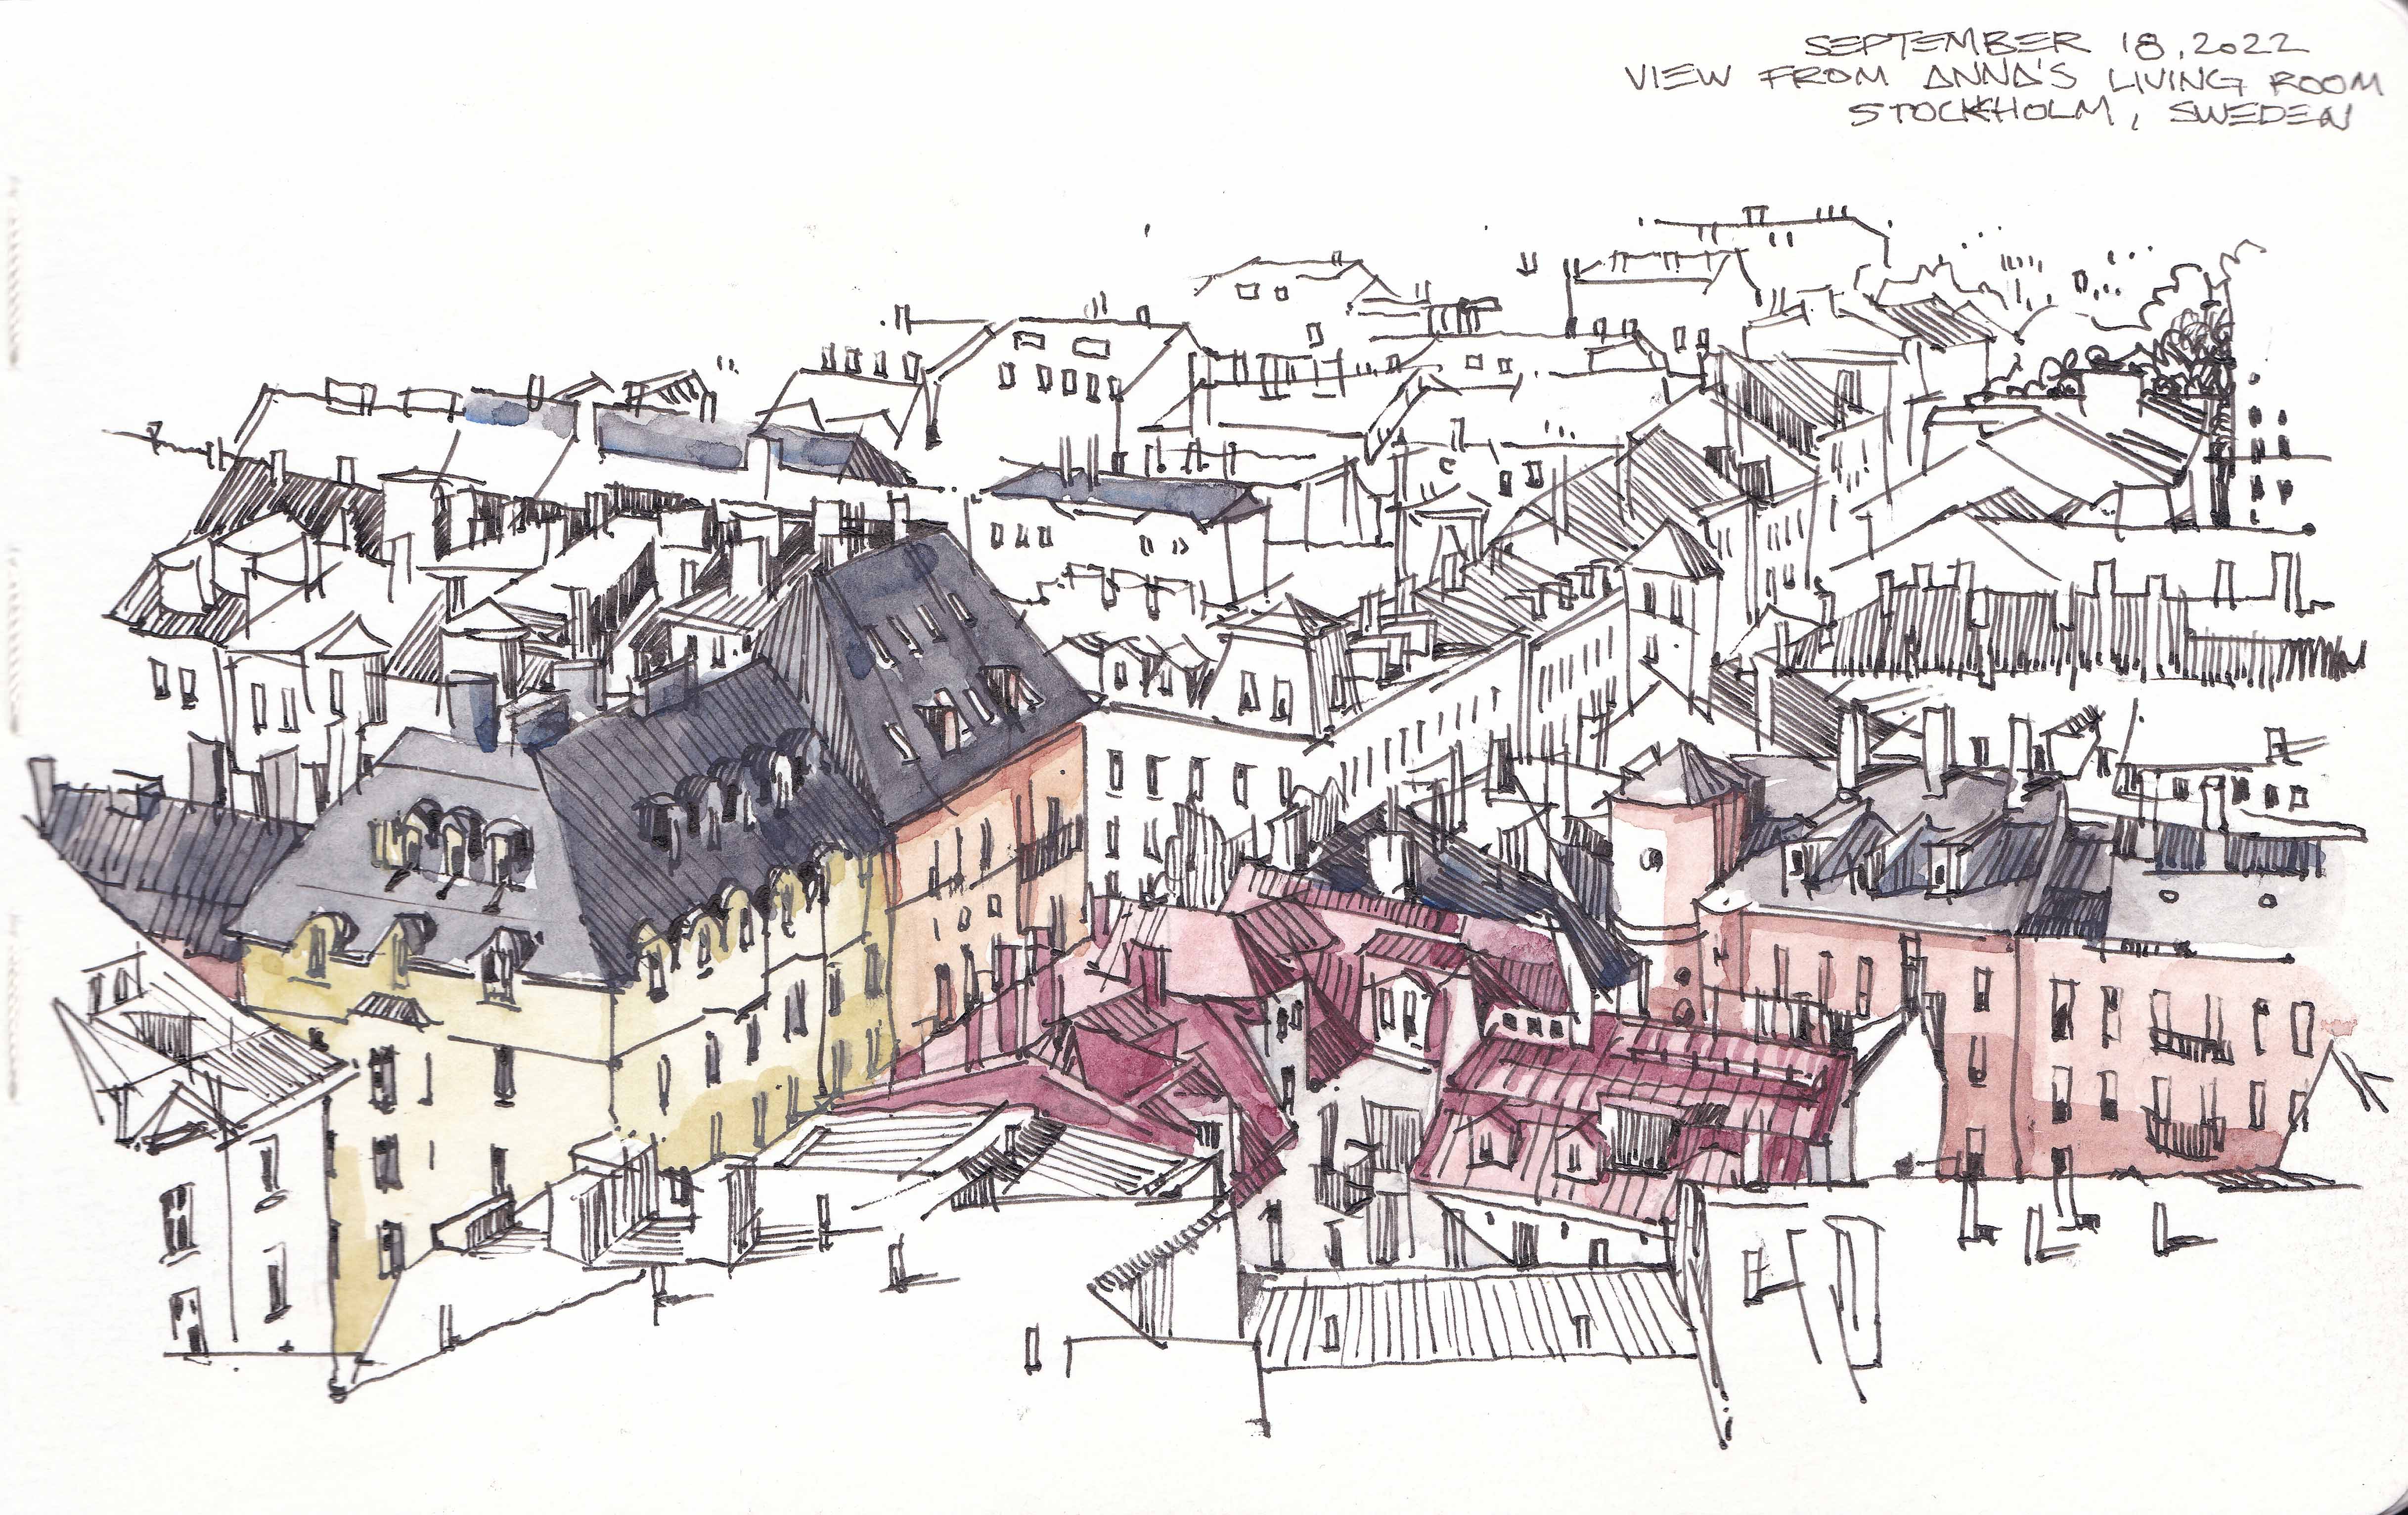 SEPTEMBER 18, 2022
VIEW FROM ANNA'S LIVING ROOM
STOCKHOLM, SWEDEN